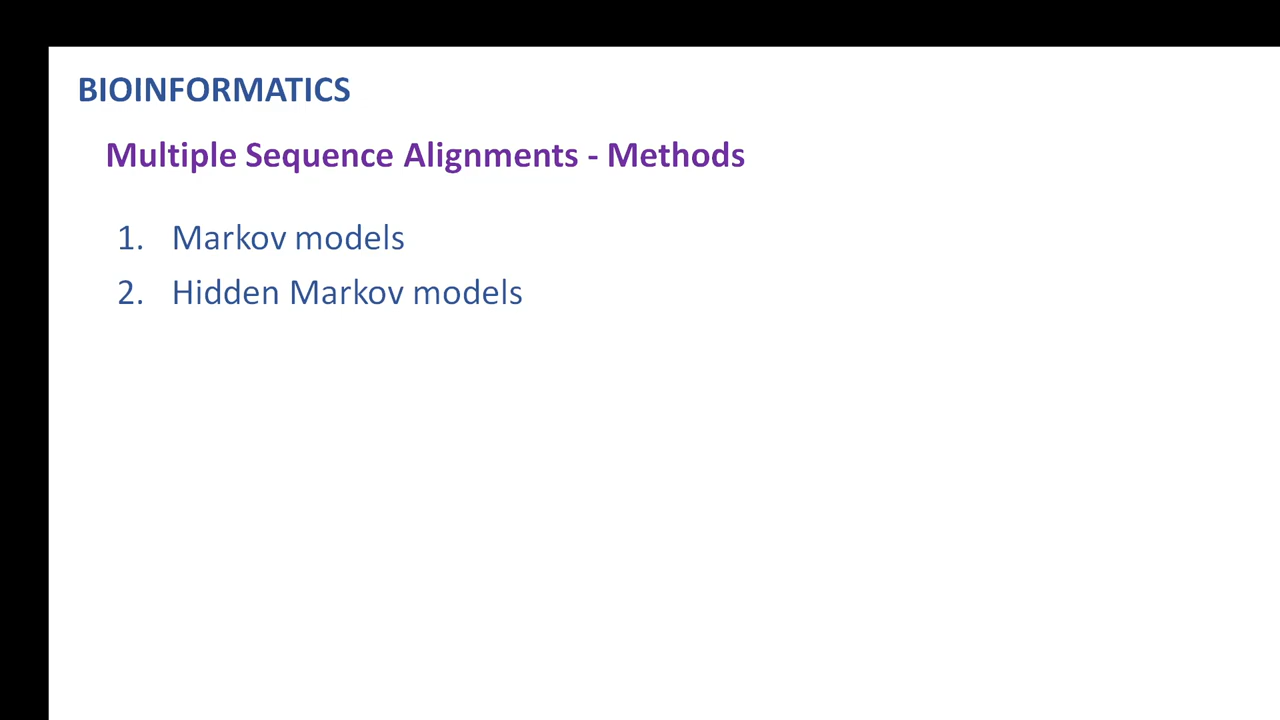 BIOINFORMATICS
Multiple Sequence Alignments - Methods
1. Markov models
2. Hidden Markov models